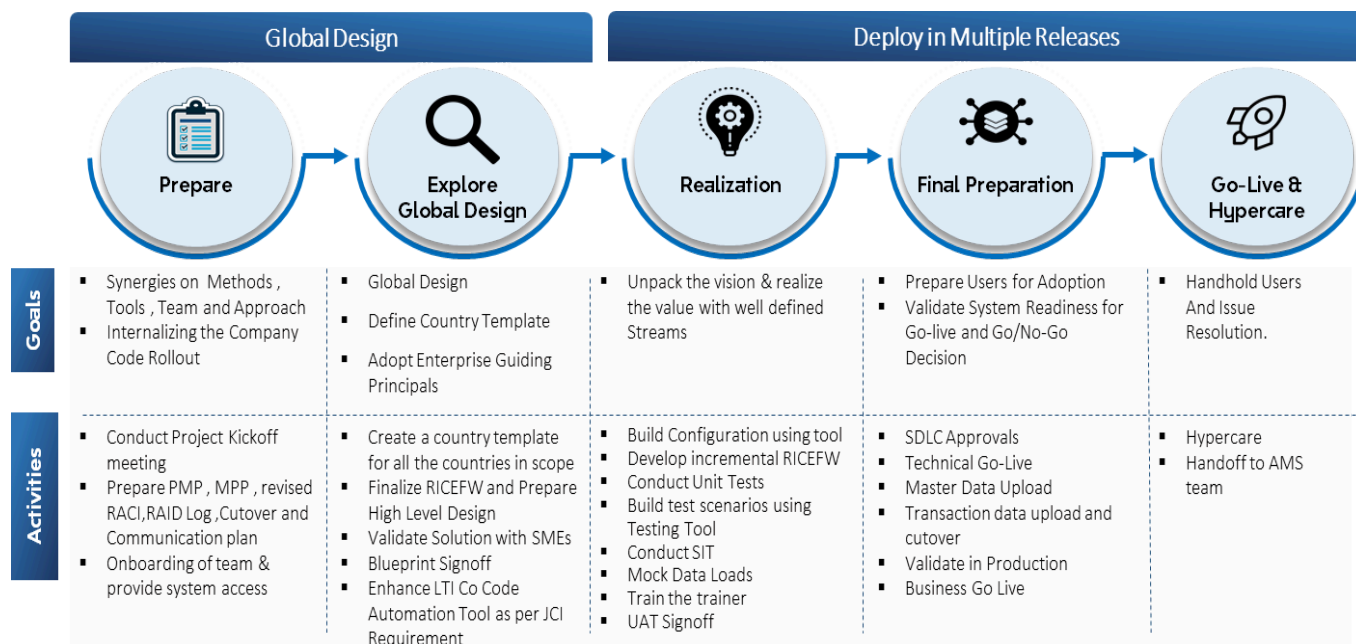 Global Design
Deploy in Multiple Releases
Prepare
Explore
Global Design
Realization
Final Preparation
Go-Live &
Hypercare
Goals
▪ Synergies on Methods ,
Tools , Team and Approach
▪ Internalizing the Company
Code Rollout
▪ Global Design
▪ Define Country Template
▪ Adopt Enterprise Guiding
Principals
▪ Unpack the vision & realize
the value with well defined
Streams
▪ Prepare Users for Adoption
▪ Validate System Readiness for
Go-live and Go/No-Go
Decision
▪ Handhold Users
And Issue
Resolution.
Activities
▪ Conduct Project Kickoff
meeting
▪ Prepare PMP , MPP , revised
RACI,RAID Log ,Cutover and
Communication plan
▪ Onboarding of team &
provide system access
▪ Create a country template
for all the countries in scope
▪ Finalize RICEFW and Prepare
High Level Design
▪ Validate Solution with SMEs
▪ Blueprint Signoff
▪ Enhance LTI Co Code
Automation Tool as per JCI
Requirement
▪ Build Configuration using tool
▪ Develop incremental RICEFW
▪ Conduct Unit Tests
▪ Build test scenarios using
Testing Tool
▪ Conduct SIT
▪ Mock Data Loads
▪ Train the trainer
▪ UAT Signoff
▪ SDLC Approvals
▪ Technical Go-Live
▪ Master Data Upload
▪ Transaction data upload and
cutover
▪ Validate in Production
▪ Business Go Live
▪ Hypercare
▪ Handoff to AMS
team